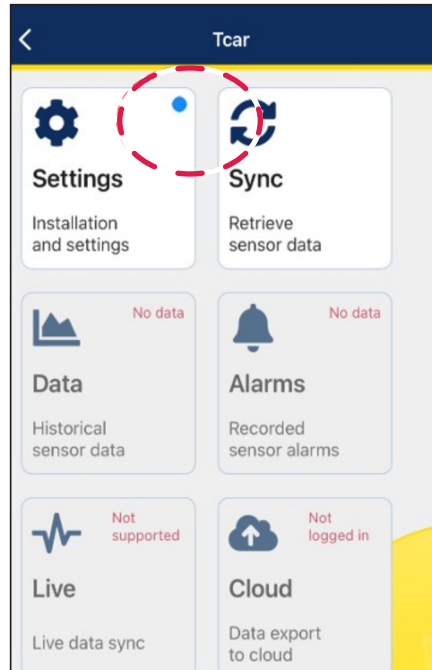 Tcar
Settings
Installation
and settings
Sync
Retrieve
sensor data
No data
Data
Historical
sensor data
No data
Alarms
Recorded
sensor alarms
Not
supported
Live
Live data sync
Not
logged in
Cloud
Data export
to cloud